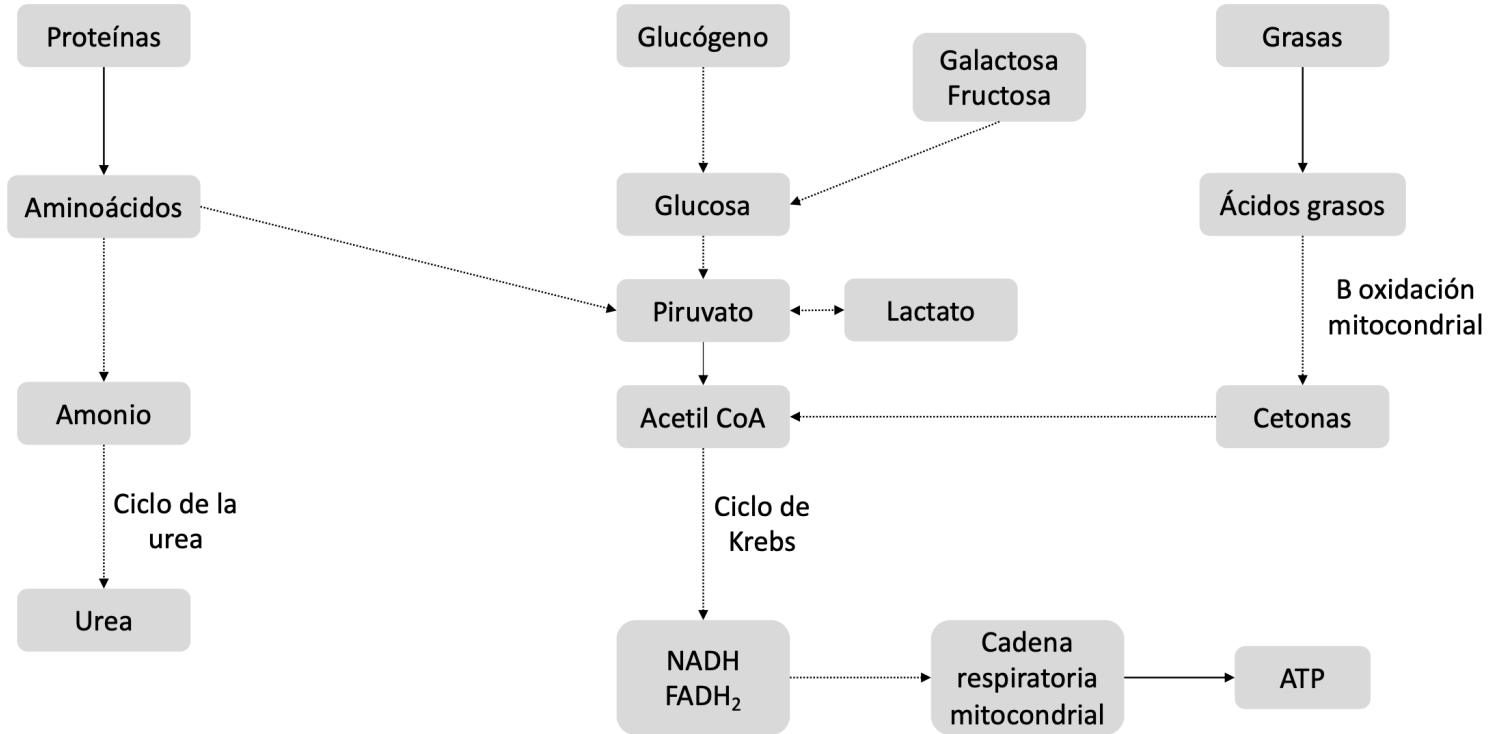 Proteínas
Glucógeno
Galactosa
Fructosa
Grasas
Aminoácidos
Glucosa
Ácidos grasos
Piruvato
Lactato
B oxidación
mitocondrial
Amonio
Acetil CoA
Cetonas
Ciclo de la
urea
Ciclo de
Krebs
Urea
NADH
FADH₂
Cadena
respiratoria
mitocondrial
ATP